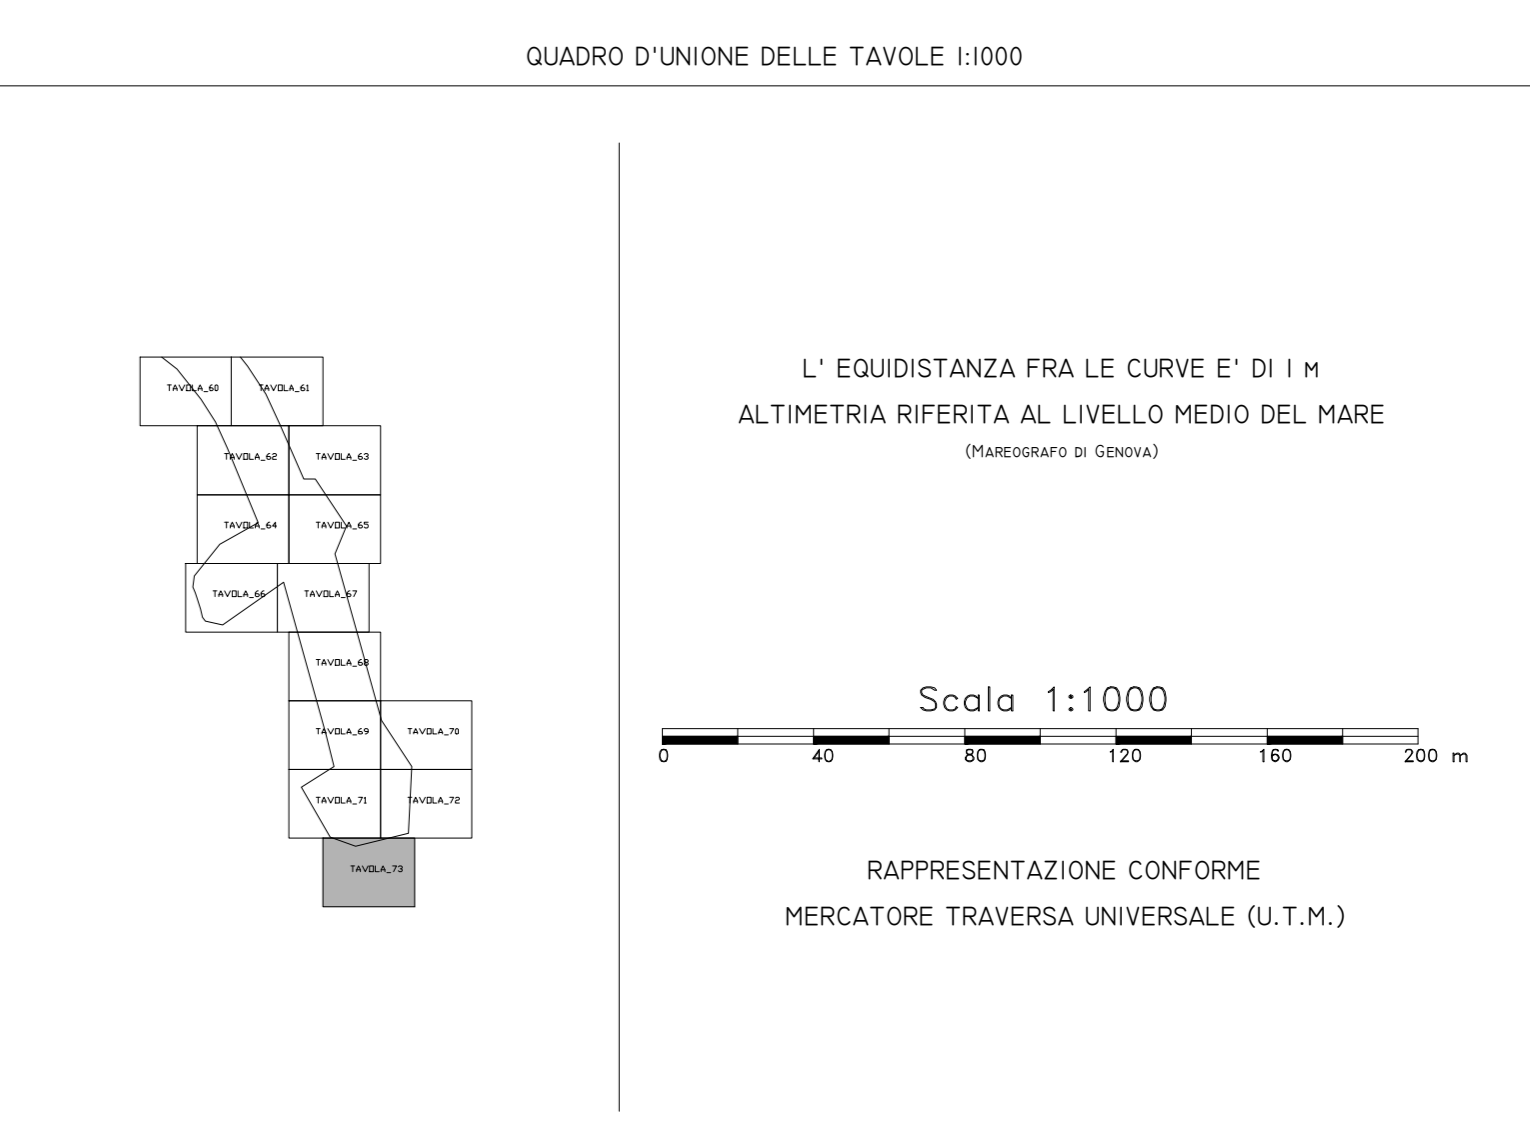 QUADRO D'UNIONE DELLE TAVOLE 1:1000
TAVOLA_60 TAVOLA_61
TAVOLA_62 TAVOLA_63
TAVOLA_64 TAVOLA_65
TAVOLA_66 TAVOLA_67
TAVOLA_68
TAVOLA_69 TAVOLA_70
TAVOLA_71 TAVOLA_72
TAVOLA_73
L' EQUIDISTANZA FRA LE CURVE E' DI 1 M
ALTIMETRIA RIFERITA AL LIVELLO MEDIO DEL MARE
(MAREOGRAFO DI GENOVA)
Scala 1:1000
0 40 80 120 160 200 m
RAPPRESENTAZIONE CONFORME
MERCATORE TRAVERSA UNIVERSALE (U.T.M.)